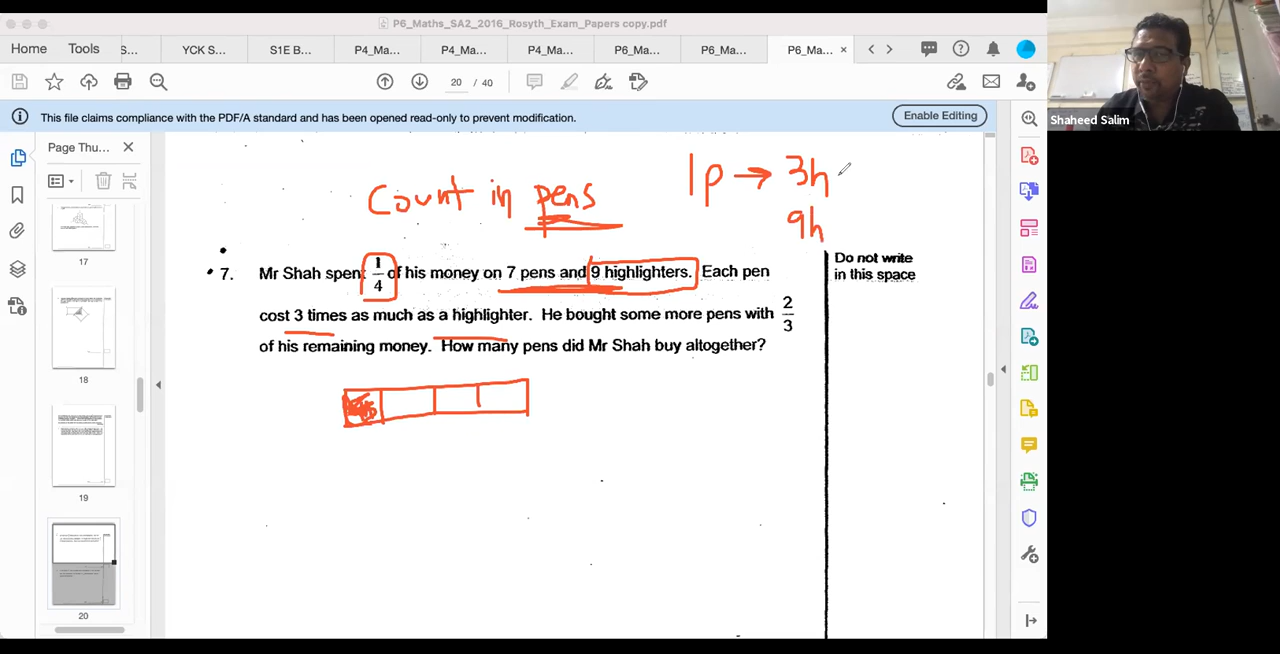 P6_Maths_SA2_2016_Rosyth_Exam_Papers copy.pdf
Home Tools S... YCK S... S1E B... P4_Ma... P4_Ma... P4_Ma... P6_Ma... P6_Ma... P6_Ma... ×
20 / 40
Shaheed Salim
This file claims compliance with the PDF/A standard and has been opened read-only to prevent modification. Enable Editing
Page Thu... ×
17
18
19
20
1p → 3h
Count in pens
9h
7. Mr Shah spent 1/4 of his money on 7 pens and 9 highlighters. Each pen
cost 3 times as much as a highlighter. He bought some more pens with 2/3
of his remaining money. How many pens did Mr Shah buy altogether?
Do not write
in this space